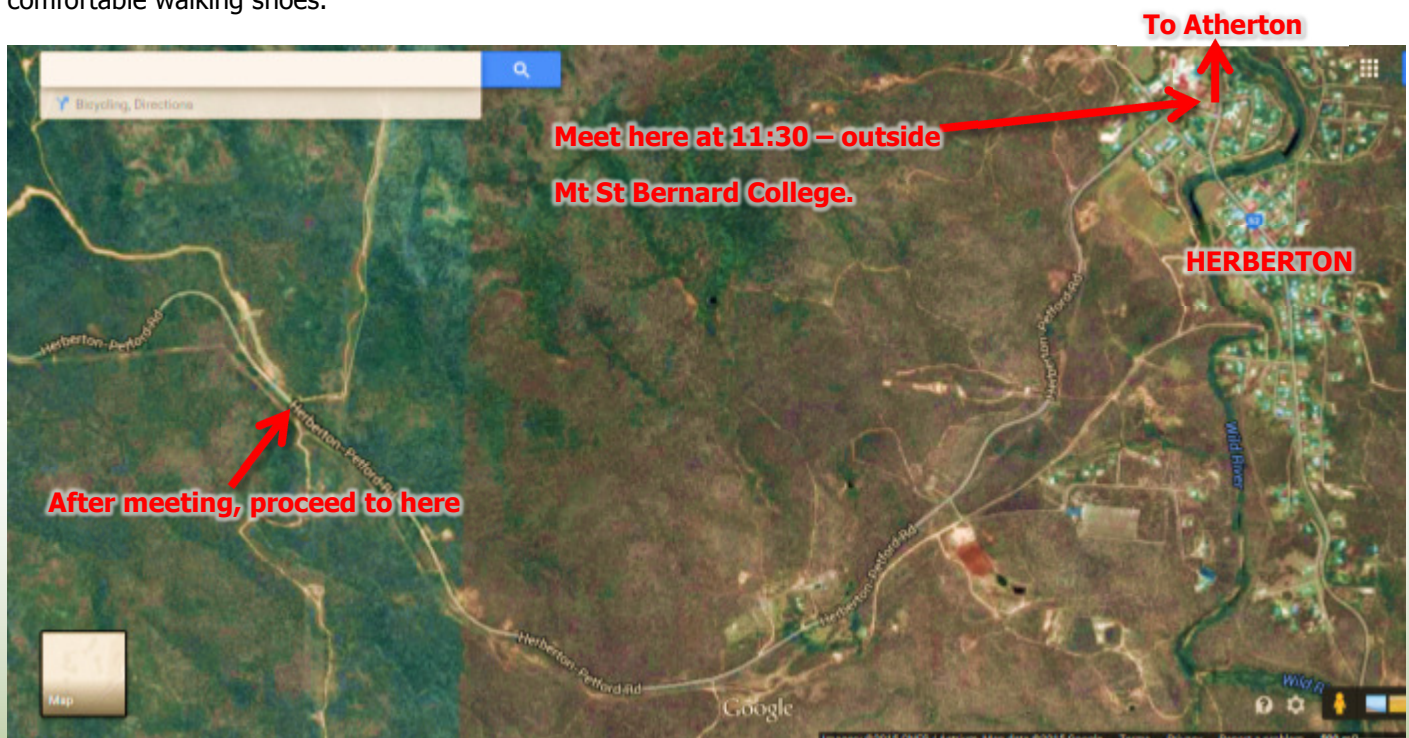 comfortable walking shoes.
To Atherton
Bicycling, Directions
Meet here at 11:30 – outside
Mt St Bernard College.
52
HERBERTON
Herberton-Petford Rd
Herberton-Petford Rd
Herberton-Petford Rd
Wild River
After meeting, proceed to here
Herberton-Petford Rd
Herberton-Petford Rd
Herberton-Petford Rd
Wild R
Map
Google